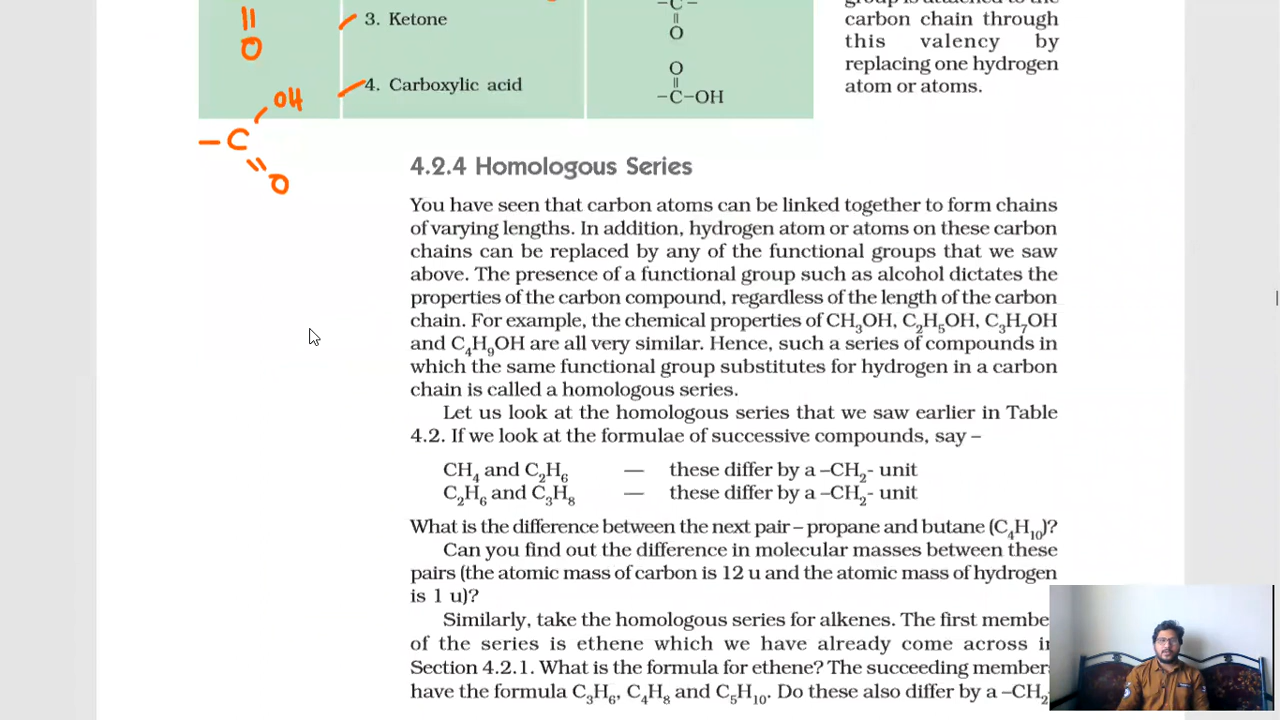 group is attached to the
3. Ketone
–C–
||
O
carbon chain through
this valency by
replacing one hydrogen
atom or atoms.
||
O
4. Carboxylic acid
O
||
–C–OH
–C
OH
=
O
4.2.4 Homologous Series
You have seen that carbon atoms can be linked together to form chains
of varying lengths. In addition, hydrogen atom or atoms on these carbon
chains can be replaced by any of the functional groups that we saw
above. The presence of a functional group such as alcohol dictates the
properties of the carbon compound, regardless of the length of the carbon
chain. For example, the chemical properties of CH₃OH, C₂H₅OH, C₃H₇OH
and C₄H₉OH are all very similar. Hence, such a series of compounds in
which the same functional group substitutes for hydrogen in a carbon
chain is called a homologous series.
Let us look at the homologous series that we saw earlier in Table
4.2. If we look at the formulae of successive compounds, say –
CH₄ and C₂H₆ — these differ by a –CH₂- unit
C₂H₆ and C₃H₈ — these differ by a –CH₂- unit
What is the difference between the next pair – propane and butane (C₄H₁₀)?
Can you find out the difference in molecular masses between these
pairs (the atomic mass of carbon is 12 u and the atomic mass of hydrogen
is 1 u)?
Similarly, take the homologous series for alkenes. The first membe
of the series is ethene which we have already come across i
Section 4.2.1. What is the formula for ethene? The succeeding member
have the formula C₃H₆, C₄H₈ and C₅H₁₀. Do these also differ by a –CH₂